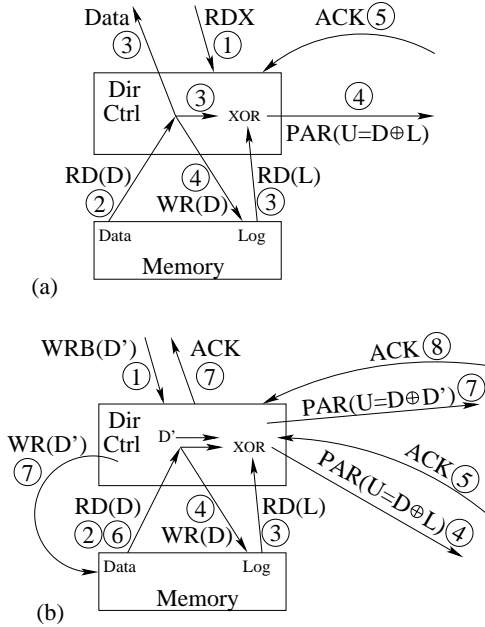 Data RDX ACK 5
3 1
Dir Ctrl 3 XOR 4
PAR(U=D⊕L)
RD(D) 4 RD(L)
2 WR(D) 3
Data Log
Memory
(a)
WRB(D') ACK ACK 8
1 7 PAR(U=D⊕D') 7
WR(D') Dir Ctrl D' XOR
7 ACK 5
RD(D) 4 RD(L) PAR(U=D⊕L) 4
2 6 WR(D) 3
Data Log
Memory
(b)